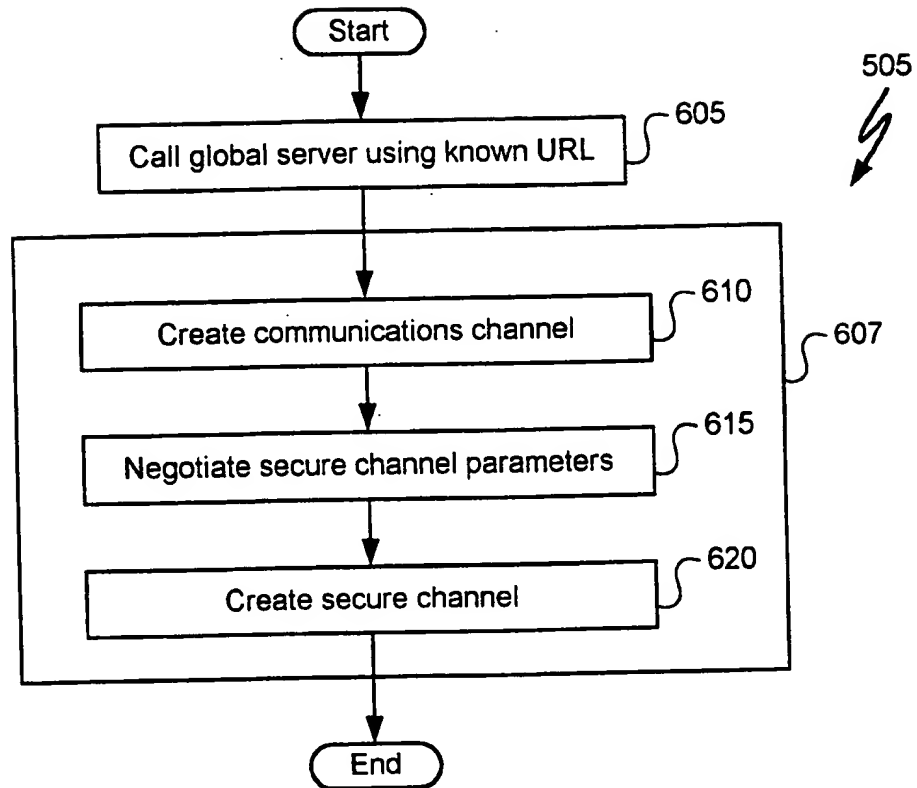 Start
505
605
Call global server using known URL
610
Create communications channel
607
615
Negotiate secure channel parameters
620
Create secure channel
End